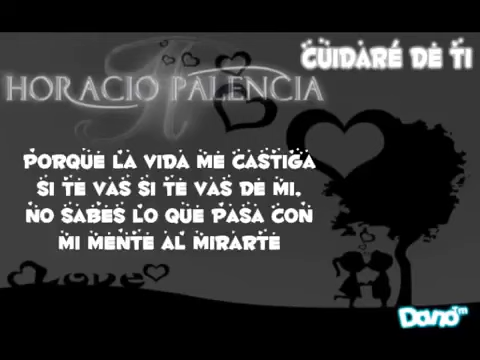 CUIDARÉ DE TI
HORACIO PALENCIA
PORQUE LA VIDA ME CASTIGA
SI TE VAS SI TE VAS DE MI.
NO SABES LO QUE PASA CON
MI MENTE AL MIRARTE
Love
Dano™